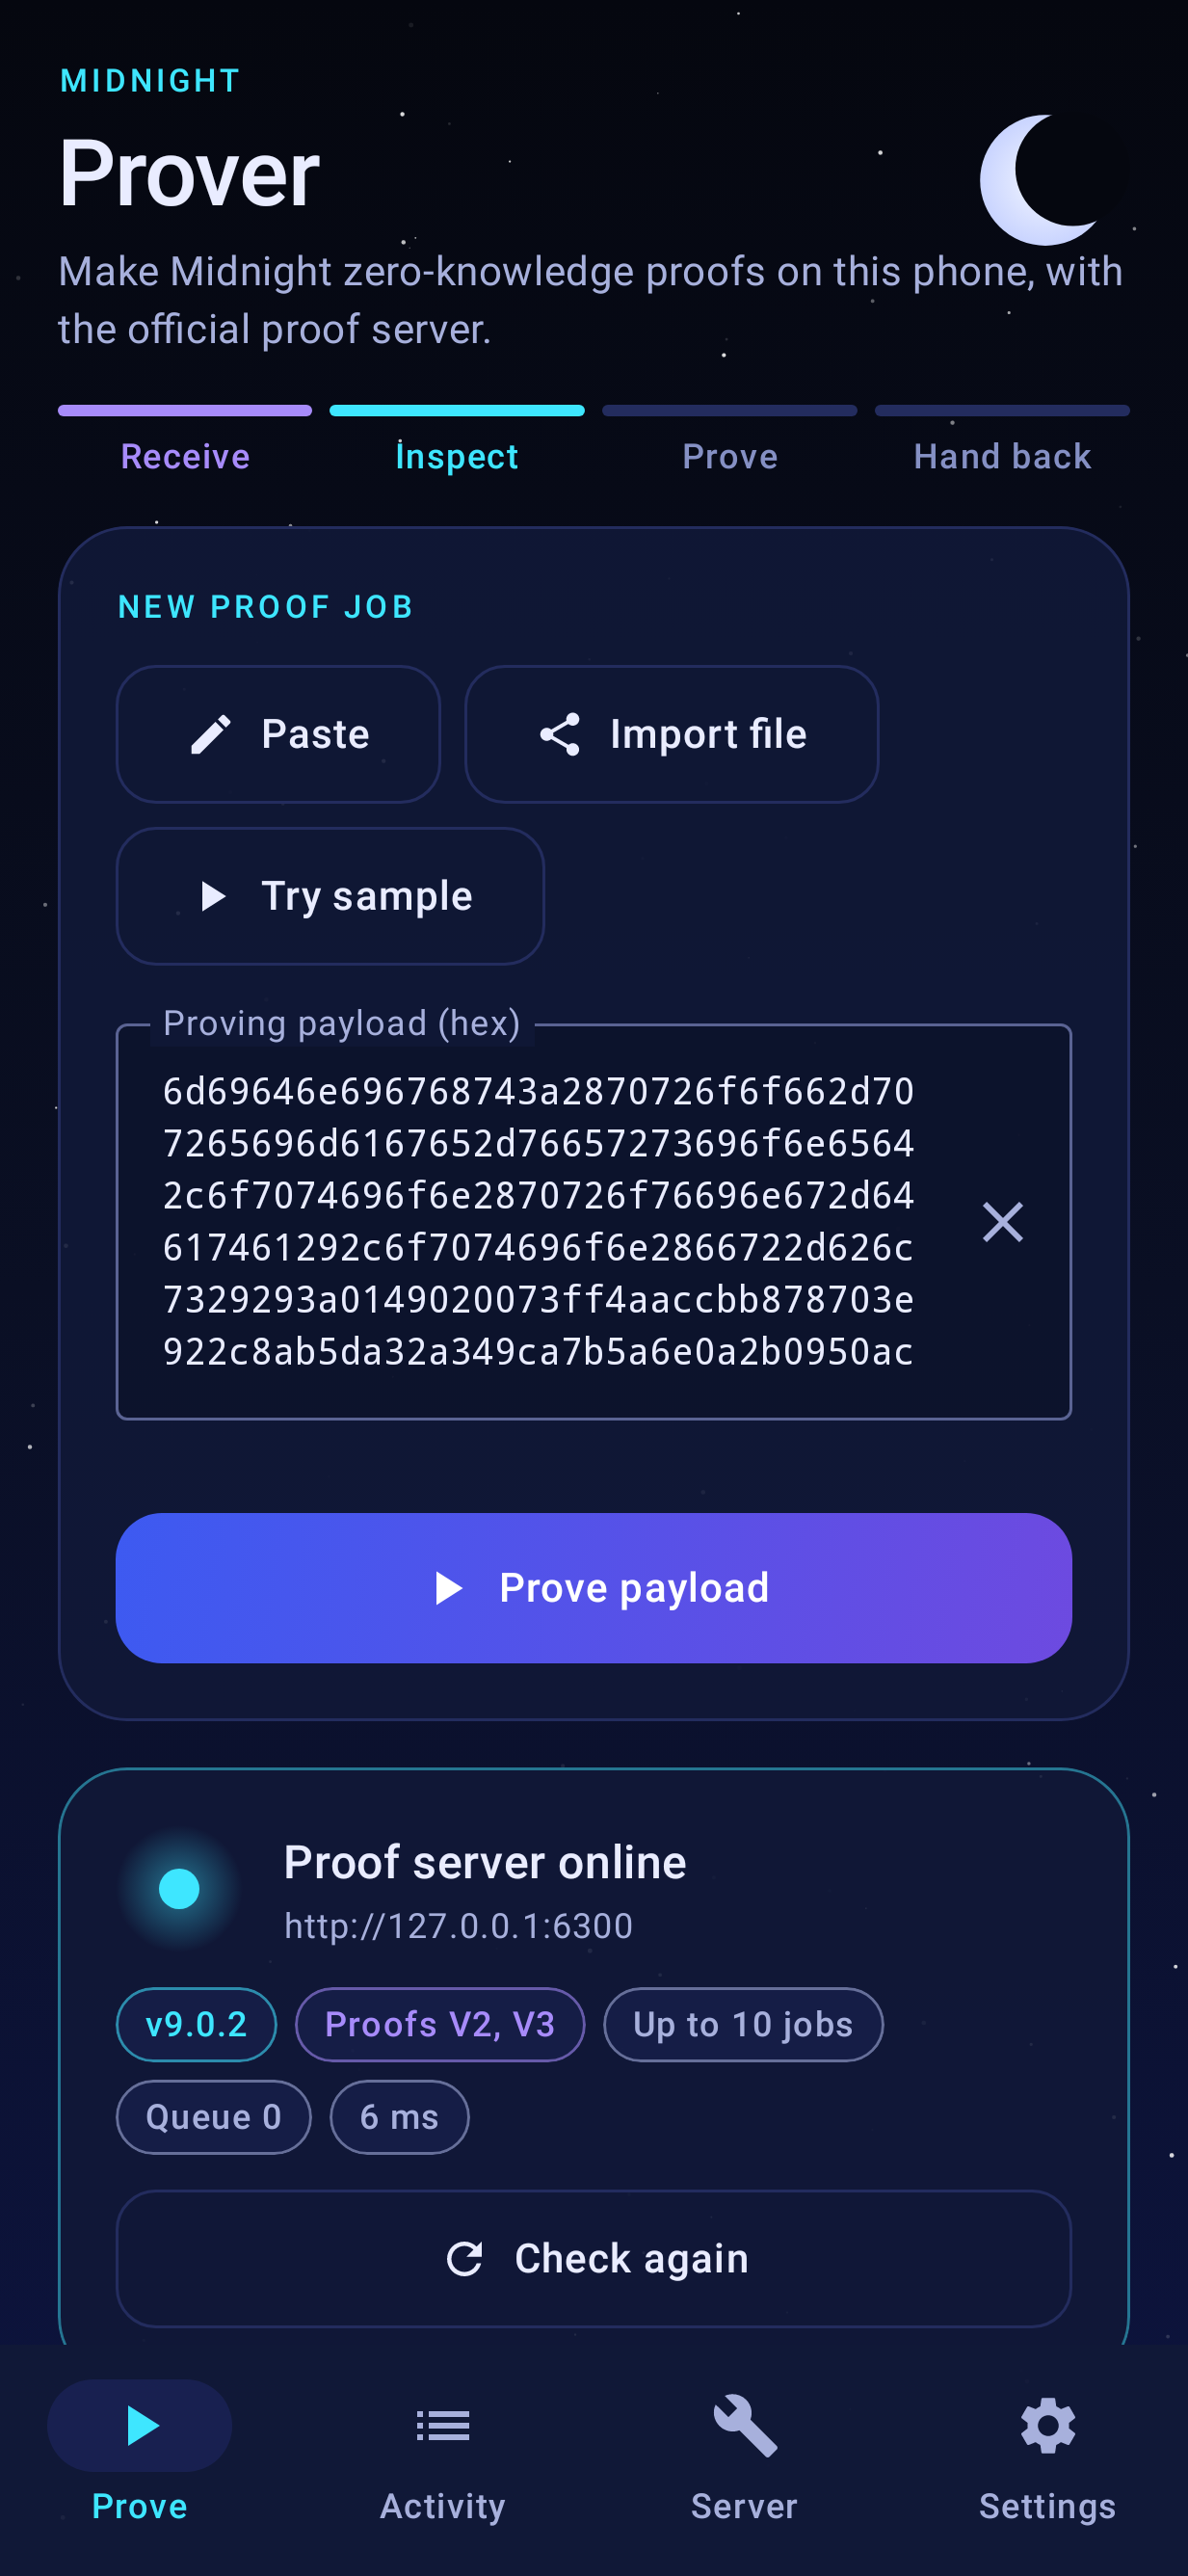 MIDNIGHT
Prover
Make Midnight zero-knowledge proofs on this phone, with
the official proof server.
Receive
Inspect
Prove
Hand back
NEW PROOF JOB
Paste
Import file
Try sample
Proving payload (hex)
6d69646e696768743a2870726f6f662d70
7265696d6167652d76657273696f6e6564
2c6f7074696f6e2870726f76696e672d64
617461292c6f7074696f6e2866722d626c
7329293a0149020073ff4aaccbb878703e
922c8ab5da32a349ca7b5a6e0a2b0950ac
Prove payload
Proof server online
http://127.0.0.1:6300
v9.0.2
Proofs V2, V3
Up to 10 jobs
Queue 0
6 ms
Check again
Prove
Activity
Server
Settings